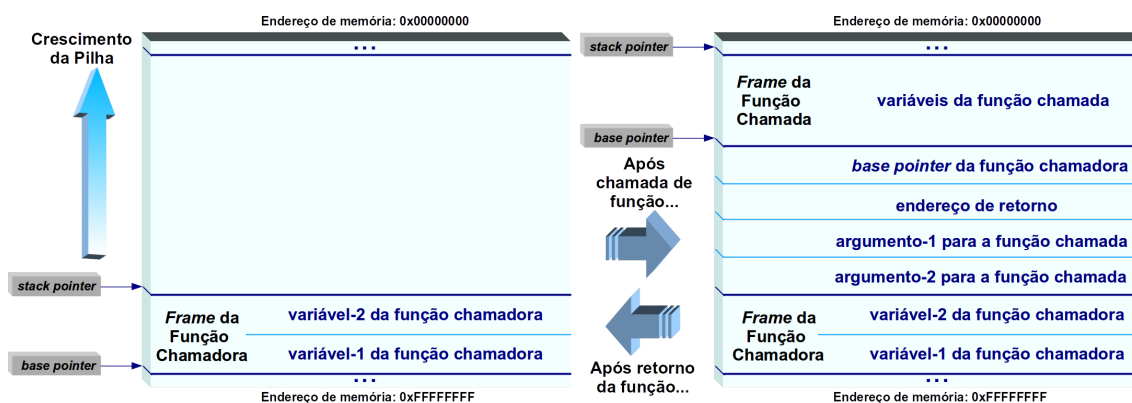 Endereço de memória: 0x00000000
Crescimento
da Pilha
...
stack pointer
Frame da
Função
Chamadora
variável-2 da função chamadora
variável-1 da função chamadora
base pointer
...
Endereço de memória: 0xFFFFFFFF
Após
chamada de
função...
Após retorno
da função...
Endereço de memória: 0x00000000
stack pointer
...
Frame da
Função
Chamada
variáveis da função chamada
base pointer
base pointer da função chamadora
endereço de retorno
argumento-1 para a função chamada
argumento-2 para a função chamada
Frame da
Função
Chamadora
variável-2 da função chamadora
variável-1 da função chamadora
...
Endereço de memória: 0xFFFFFFFF